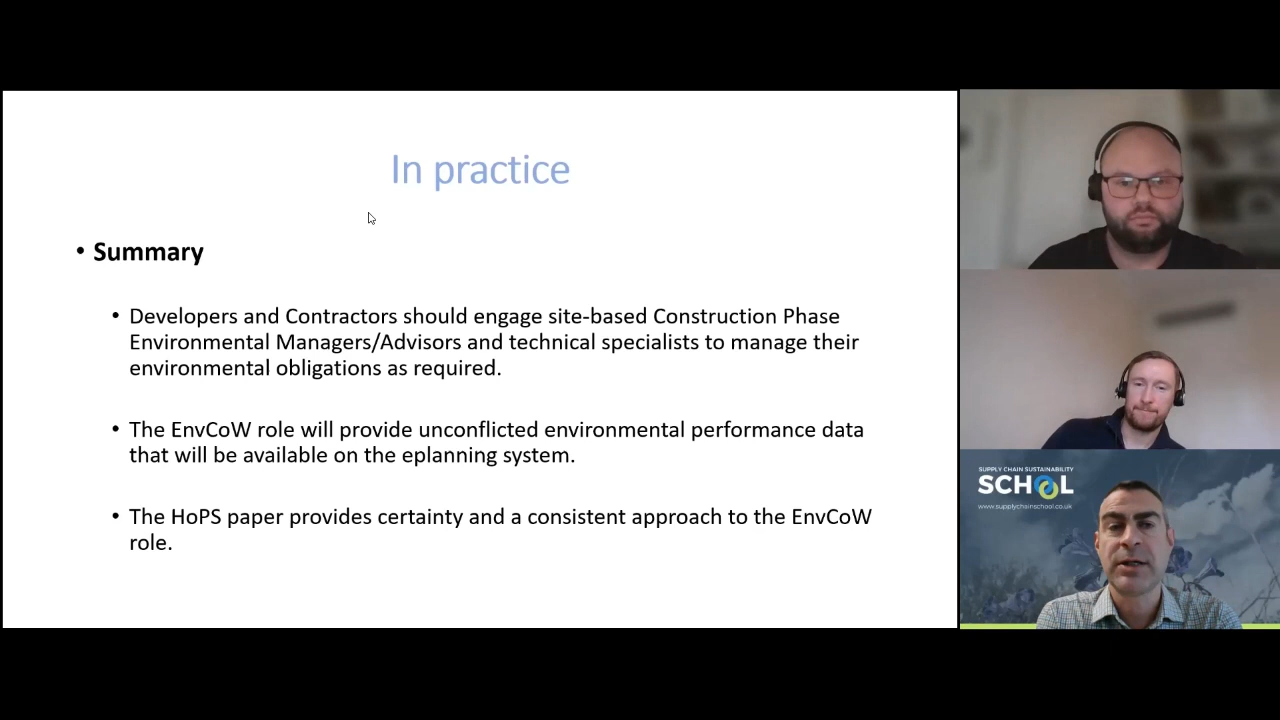 In practice
• Summary
• Developers and Contractors should engage site-based Construction Phase
Environmental Managers/Advisors and technical specialists to manage their
environmental obligations as required.
• The EnvCoW role will provide unconflicted environmental performance data
that will be available on the eplanning system.
• The HoPS paper provides certainty and a consistent approach to the EnvCoW
role.
SUPPLY CHAIN SUSTAINABILITY
SCHOOL
www.supplychainschool.co.uk